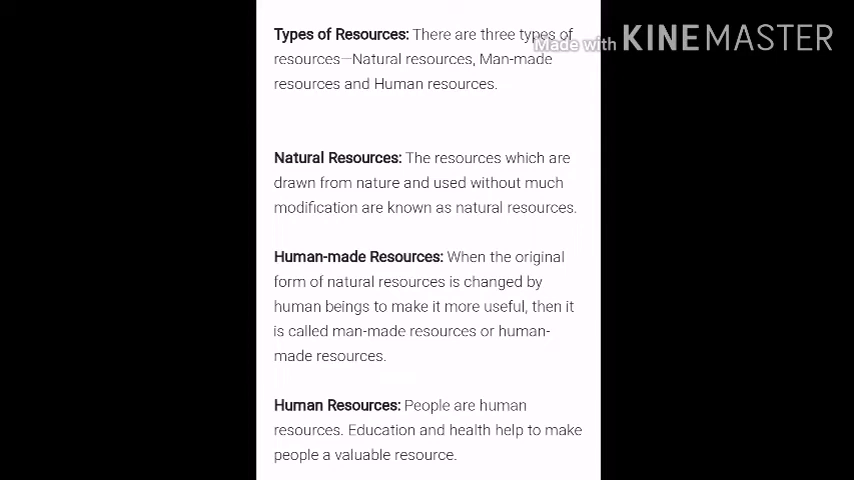 Types of Resources: There are three types of
Made with KINEMASTER
resources—Natural resources, Man-made
resources and Human resources.
Natural Resources: The resources which are
drawn from nature and used without much
modification are known as natural resources.
Human-made Resources: When the original
form of natural resources is changed by
human beings to make it more useful, then it
is called man-made resources or human-
made resources.
Human Resources: People are human
resources. Education and health help to make
people a valuable resource.